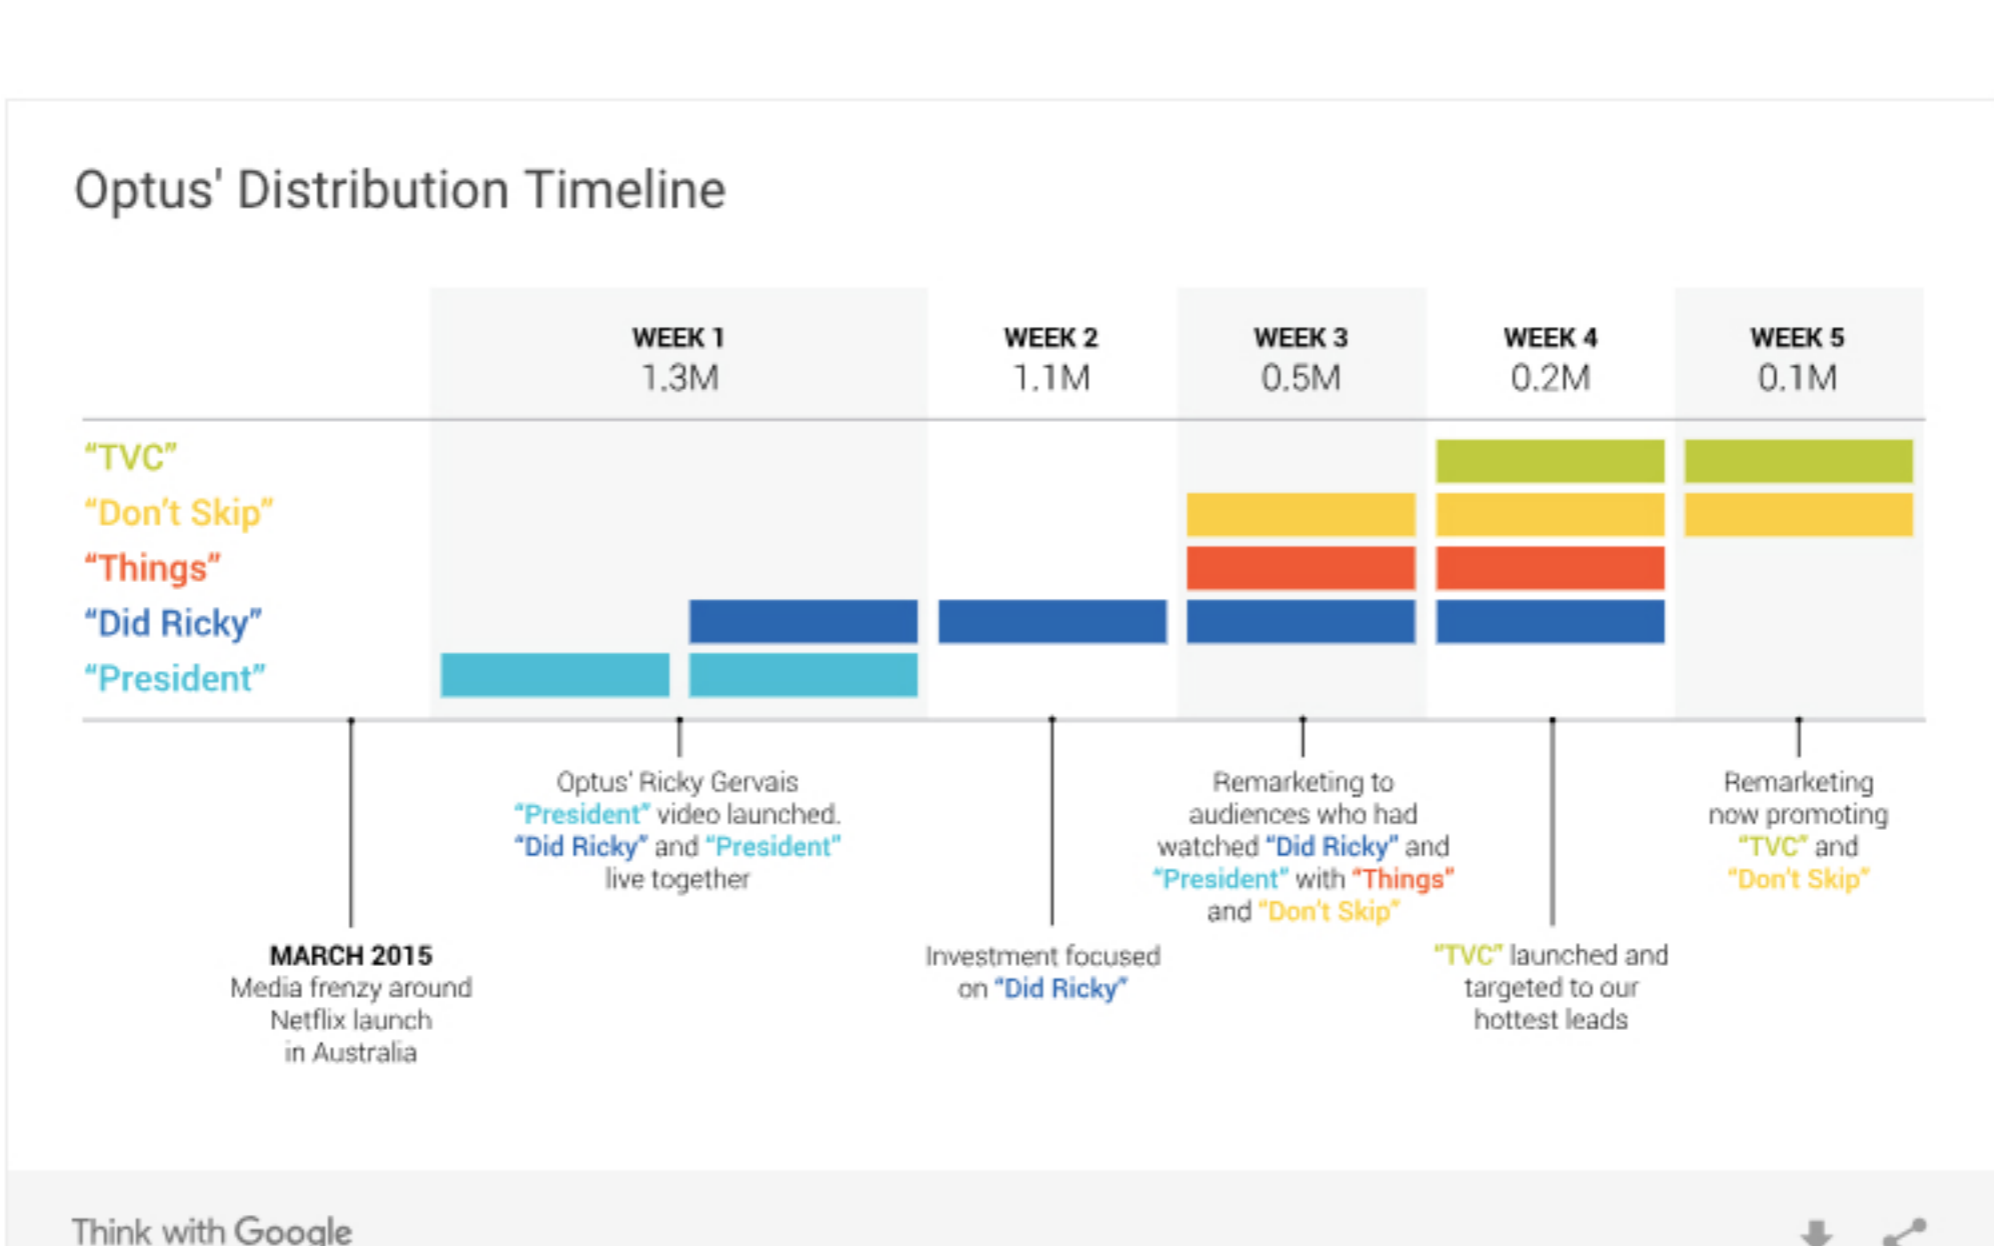 Optus' Distribution Timeline
WEEK 1
1.3M
WEEK 2
1.1M
WEEK 3
0.5M
WEEK 4
0.2M
WEEK 5
0.1M
“TVC”
“Don’t Skip”
“Things”
“Did Ricky”
“President”
MARCH 2015
Media frenzy around
Netflix launch
in Australia
Optus’ Ricky Gervais
“President” video launched.
“Did Ricky” and “President”
live together
Investment focused
on “Did Ricky”
Remarketing to
audiences who had
watched “Did Ricky” and
“President” with “Things”
and “Don’t Skip”
“TVC” launched and
targeted to our
hottest leads
Remarketing
now promoting
“TVC” and
“Don’t Skip”
Think with Google